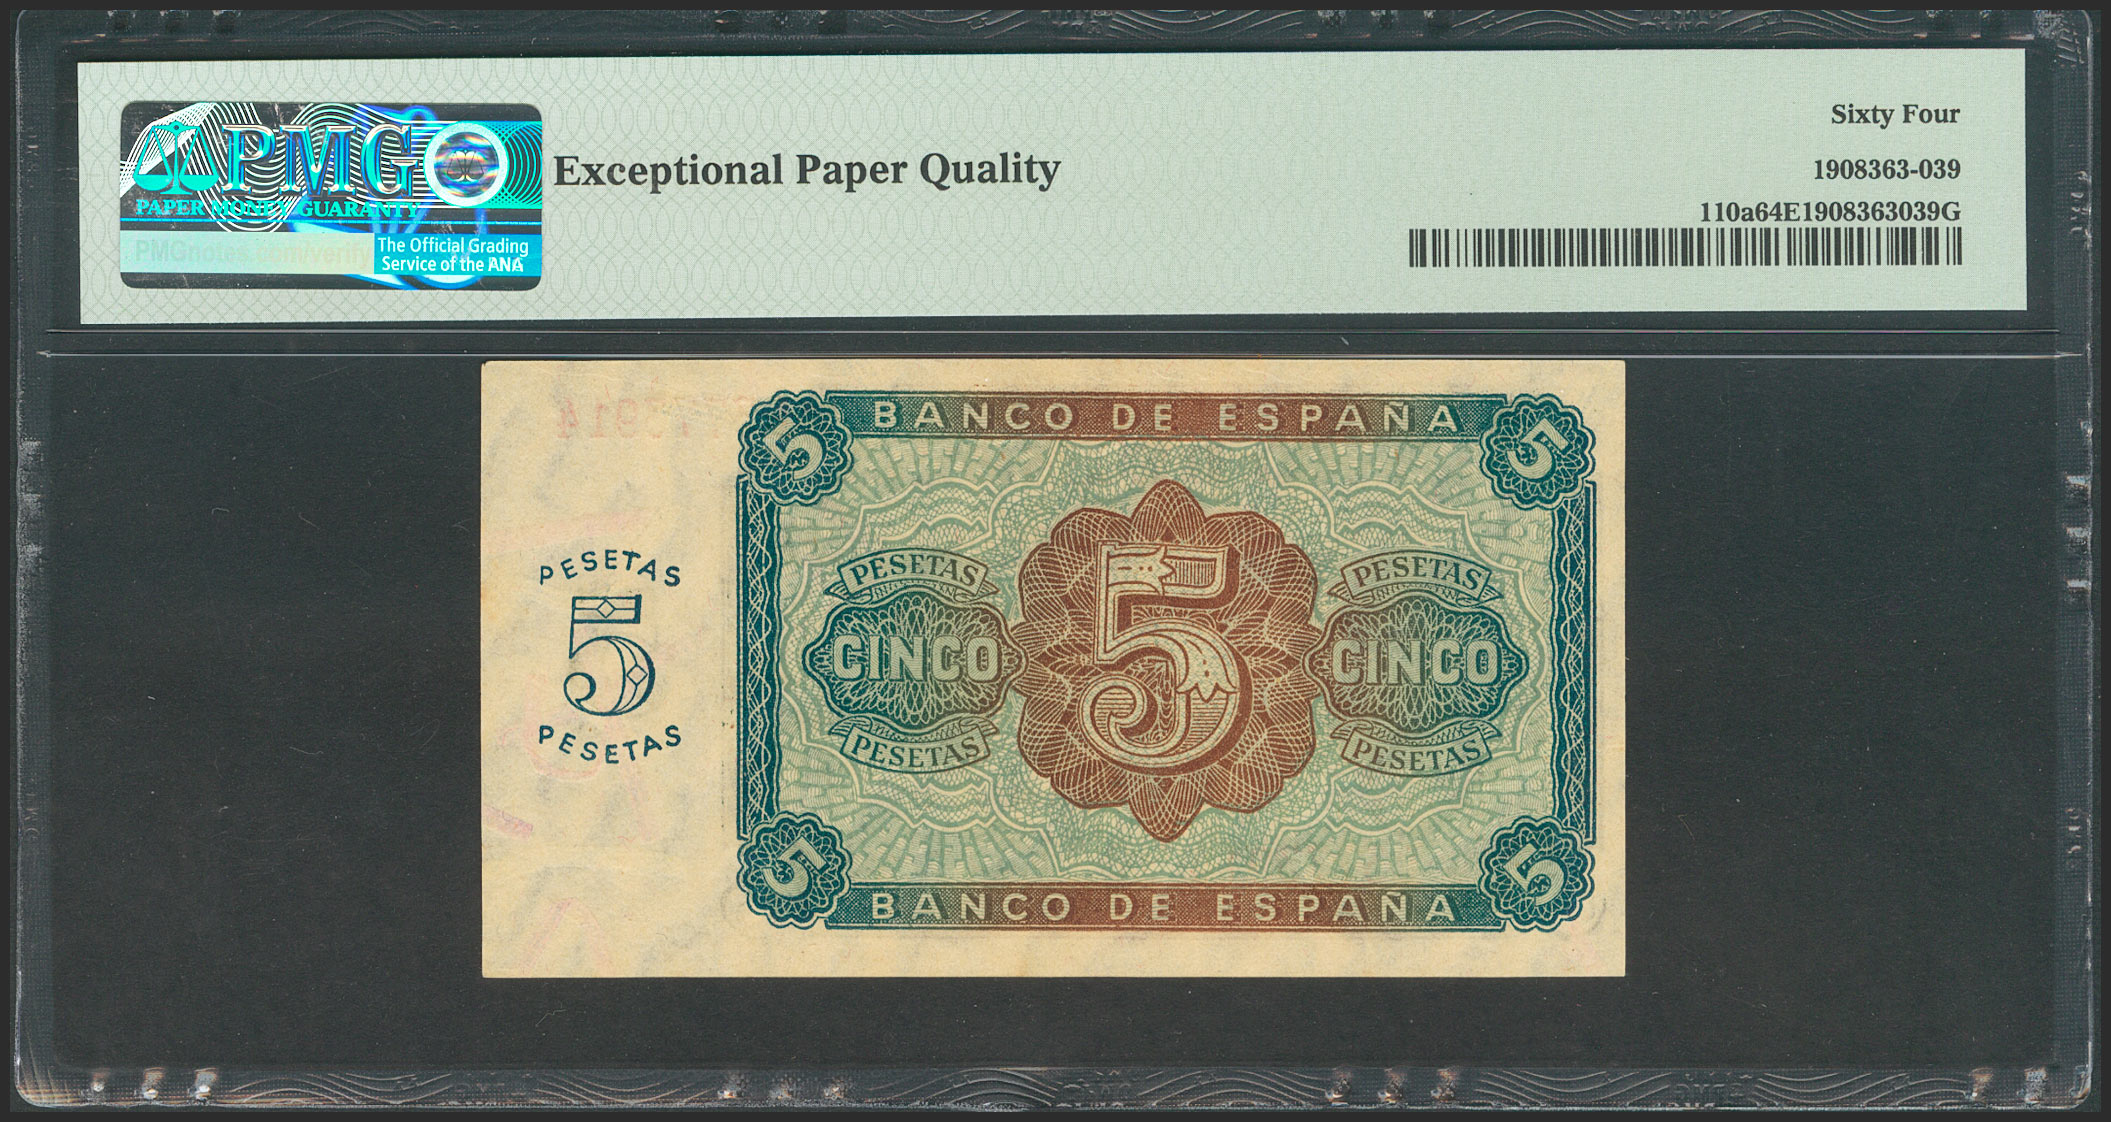 PMG
PAPER MONEY GUARANTY
PMGnotes.com/verify
The Official Grading
Service of the ANA
Exceptional Paper Quality
Sixty Four
1908363-039
110a64E1908363039G
5 BANCO DE ESPAÑA 5
PESETAS
5
PESETAS
PESETAS
CINCO
PESETAS
5
PESETAS
CINCO
PESETAS
5 BANCO DE ESPAÑA 5